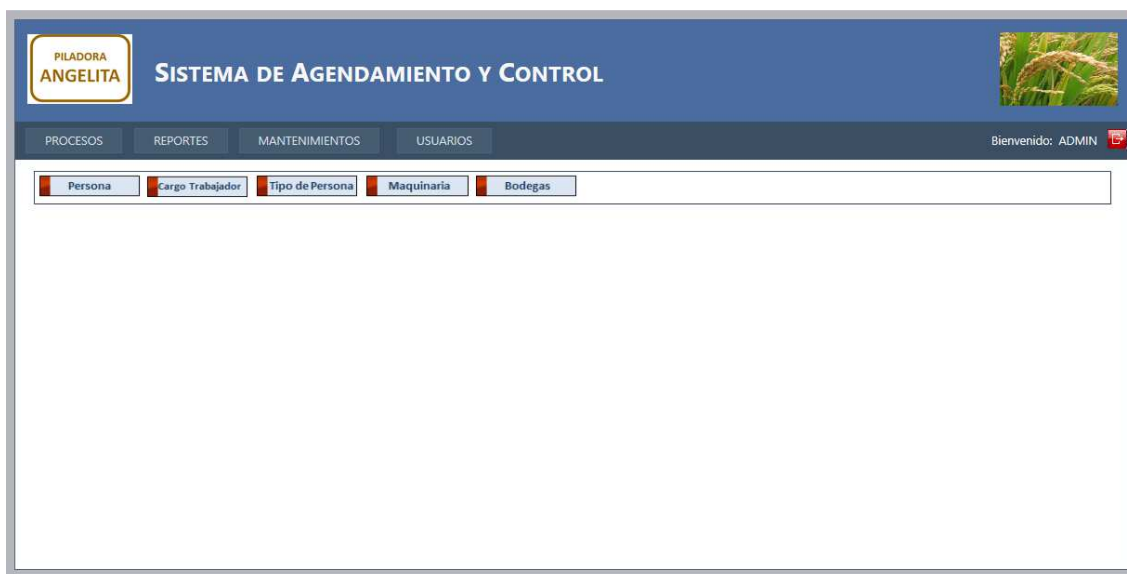 PILADORA
ANGELITA
SISTEMA DE AGENDAMIENTO Y CONTROL
PROCESOS REPORTES MANTENIMIENTOS USUARIOS Bienvenido: ADMIN
Persona Cargo Trabajador Tipo de Persona Maquinaria Bodegas